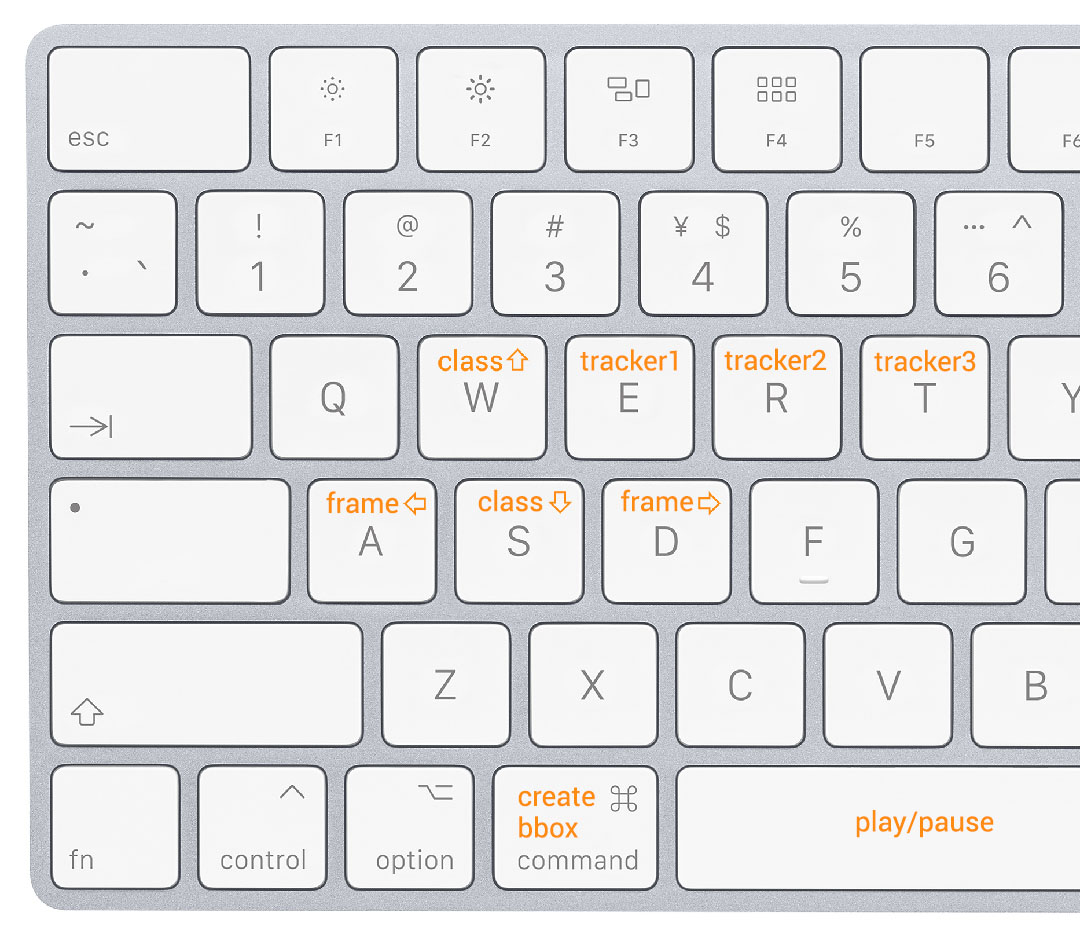 esc F1 F2 F3 F4 F5 F6
~ ! @ # ¥ $ % … ^
· ` 1 2 3 4 5 6
class⇧ tracker1 tracker2 tracker3
Q W E R T Y
frame⇦ class⇩ frame⇨
A S D F G
Z X C V B
create ⌘
bbox play/pause
fn control option command